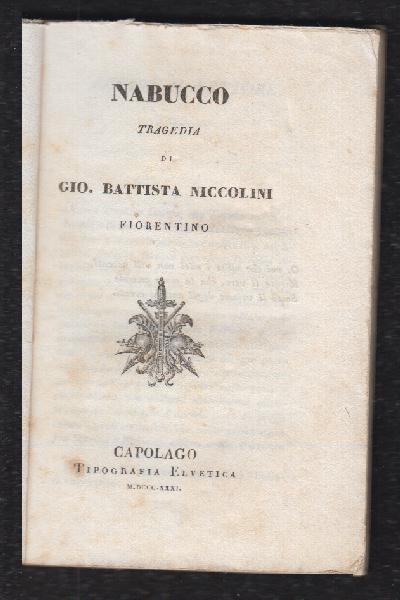 NABUCCO
TRAGEDIA
DI
GIO. BATTISTA NICCOLINI
FIORENTINO
CAPOLAGO
TIPOGRAFIA ELVETICA
M.DCCC.XXXI.